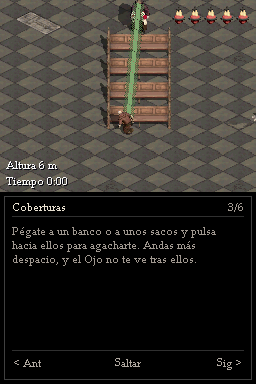 Altura 6 m
Tiempo 0:00
Coberturas 3/6
Pégate a un banco o a unos sacos y pulsa
hacia ellos para agacharte. Andas más
despacio, y el Ojo no te ve tras ellos.
< Ant Saltar Sig >